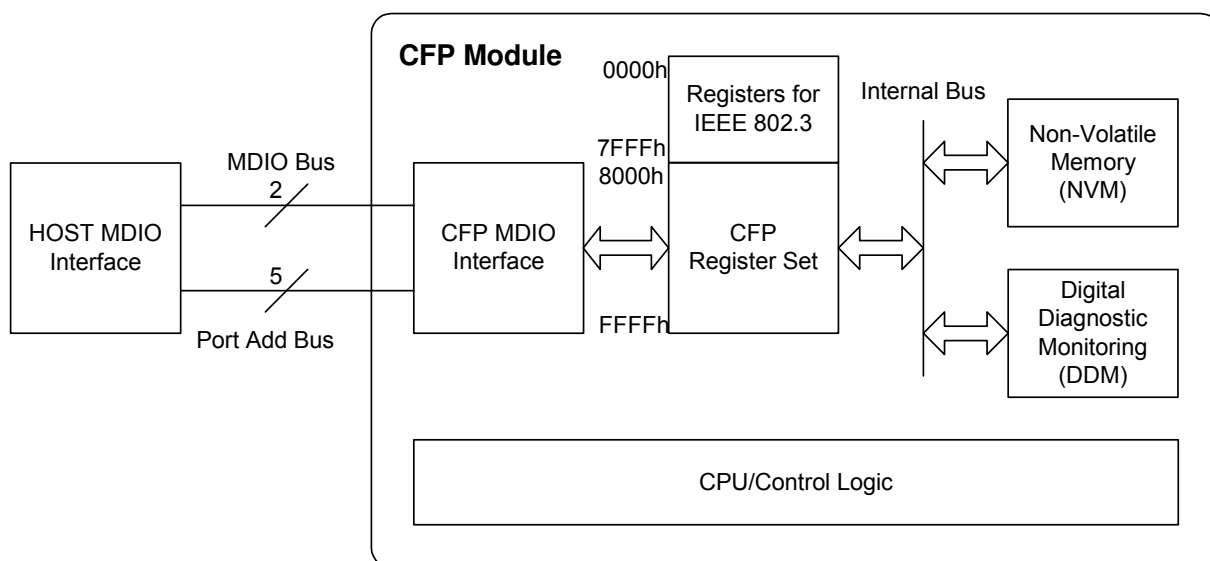 CFP Module
0000h
Registers for
IEEE 802.3
7FFFh
8000h
Internal Bus
Non-Volatile
Memory
(NVM)
MDIO Bus
2
HOST MDIO
Interface
5
Port Add Bus
CFP MDIO
Interface
CFP
Register Set
FFFFh
Digital
Diagnostic
Monitoring
(DDM)
CPU/Control Logic